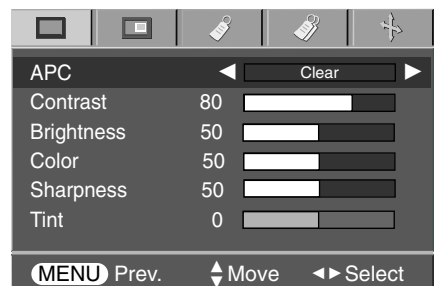 APC ◀ Clear ▶
Contrast 80
Brightness 50
Color 50
Sharpness 50
Tint 0
MENU Prev. Move Select